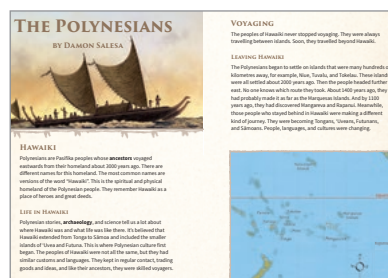 THE POLYNESIANS
BY DAMON SALESA
HAWAIKI
Polynesians are Pasifika peoples whose ancestors voyaged
eastwards from their homeland about 3000 years ago. There are
different names for this homeland. The most common names are
versions of the word "Hawaiki". This is the spiritual and physical
homeland of the Polynesian people. They remember Hawaiki as a
place of heroes and great deeds.
LIFE IN HAWAIKI
Polynesian stories, archaeology, and science tell us a lot about
where Hawaiki was and what life was like there. It's believed that
Hawaiki extended from Tonga to Sāmoa and included the smaller
islands of 'Uvea and Futuna. This is where Polynesian culture first
began. The peoples of Hawaiki were not all the same, but they had
similar customs and languages. They kept in regular contact, trading
goods and ideas, and like their ancestors, they were skilled voyagers.
VOYAGING
The peoples of Hawaiki never stopped voyaging. They were always
travelling between islands. Soon, they travelled beyond Hawaiki.
LEAVING HAWAIKI
The Polynesians began to settle on islands that were many hundreds o
kilometres away, for example, Niue, Tuvalu, and Tokelau. These island
were all settled about 2000 years ago. Then the people headed further
east. No one knows which route they took. About 1400 years ago, they
had probably made it as far as the Marquesas Islands. And by 1100
years ago, they had discovered Mangareva and Rapanui. Meanwhile,
those people who stayed behind in Hawaiki were making a different
kind of journey. They were becoming Tongans, 'Uveans, Futunans,
and Sāmoans. People, languages, and cultures were changing.